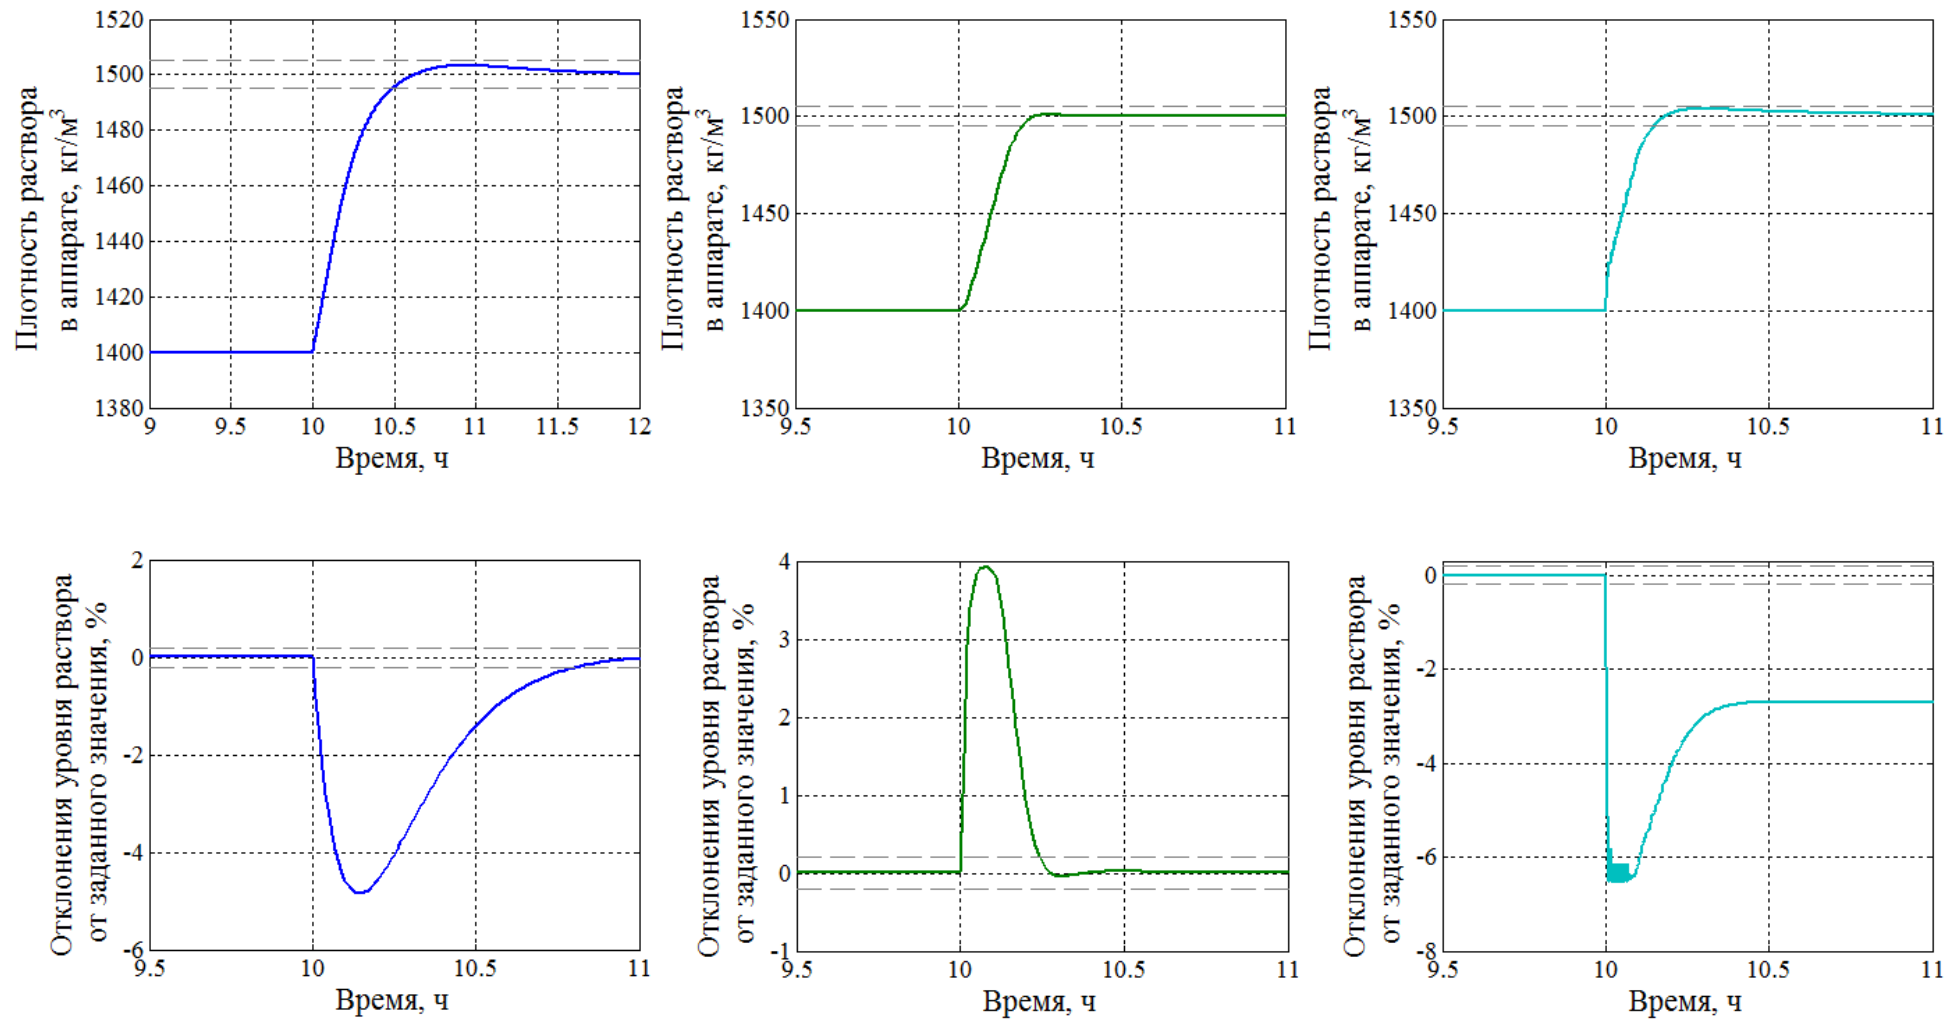 Плотность раствора
в аппарате, кг/м³
1520
1500
1480
1460
1440
1420
1400
1380
9 9.5 10 10.5 11 11.5 12
Время, ч
Плотность раствора
в аппарате, кг/м³
1550
1500
1450
1400
1350
9.5 10 10.5 11
Время, ч
Плотность раствора
в аппарате, кг/м³
1550
1500
1450
1400
1350
9.5 10 10.5 11
Время, ч
Отклонения уровня раствора
от заданного значения, %
2
0
-2
-4
-6
9.5 10 10.5 11
Время, ч
Отклонения уровня раствора
от заданного значения, %
4
3
2
1
0
-1
9.5 10 10.5 11
Время, ч
Отклонения уровня раствора
от заданного значения, %
0
-2
-4
-6
-8
9.5 10 10.5 11
Время, ч